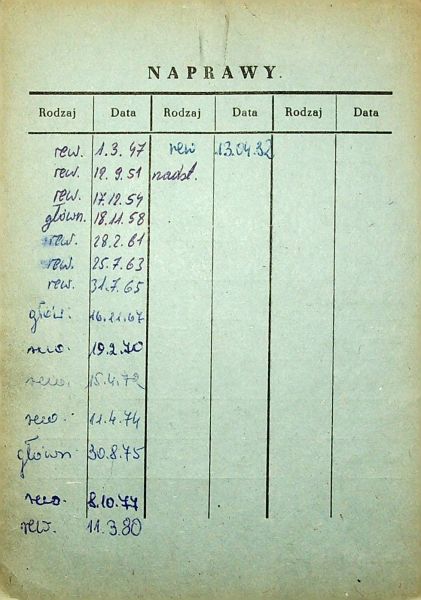 NAPRAWY.
Rodzaj Data Rodzaj Data Rodzaj Data
rew. 1.3.47 rew 13.04.82
rew. 12.9.51 nadzl.
rew. 17.12.54
główn. 18.11.58
rew. 28.2.61
rew. 25.7.63
rew. 31.7.65
głów. 16.11.67
rew. 19.2.70
rew. 15.4.72
rew. 11.4.74
główn 30.8.75
rew. 8.10.77
rew. 11.3.80